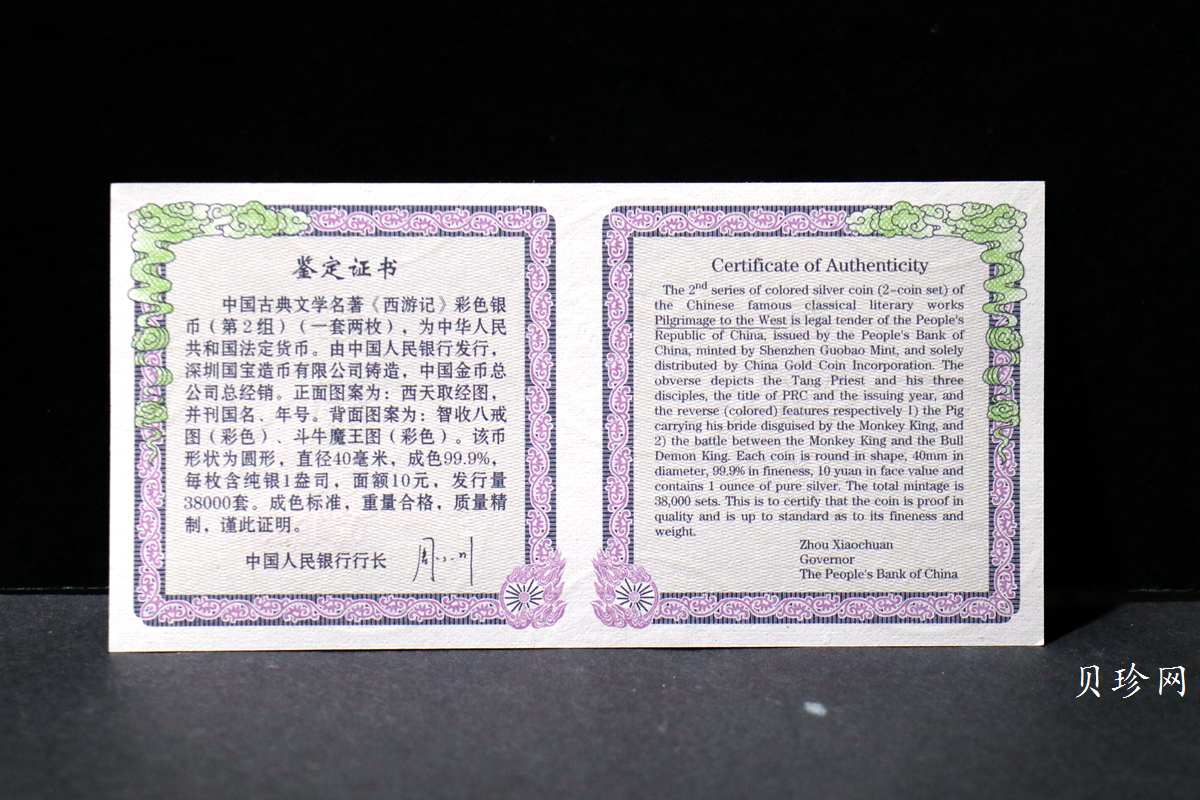 鉴定证书
中国古典文学名著《西游记》彩色银
币（第2组）（一套两枚），为中华人民
共和国法定货币。由中国人民银行发行，
深圳国宝造币有限公司铸造，中国金币总
公司总经销。正面图案为：西天取经图，
并刊国名、年号。背面图案为：智收八戒
图（彩色）、斗牛魔王图（彩色）。该币
形状为圆形，直径40毫米，成色99.9%，
每枚含纯银1盎司，面额10元，发行量
38000套。成色标准，重量合格，质量精
制，谨此证明。
中国人民银行行长 周小川
Certificate of Authenticity
The 2nd series of colored silver coin (2-coin set) of
the Chinese famous classical literary works
Pilgrimage to the West is legal tender of the People's
Republic of China, issued by the People's Bank of
China, minted by Shenzhen Guobao Mint, and solely
distributed by China Gold Coin Incorporation. The
obverse depicts the Tang Priest and his three
disciples, the title of PRC and the issuing year, and
the reverse (colored) features respectively 1) the Pig
carrying his bride disguised by the Monkey King, and
2) the battle between the Monkey King and the Bull
Demon King. Each coin is round in shape, 40mm in
diameter, 99.9% in fineness, 10 yuan in face value and
contains 1 ounce of pure silver. The total mintage is
38,000 sets. This is to certify that the coin is proof in
quality and is up to standard as to its fineness and
weight.
Zhou Xiaochuan
Governor
The People's Bank of China
贝珍网